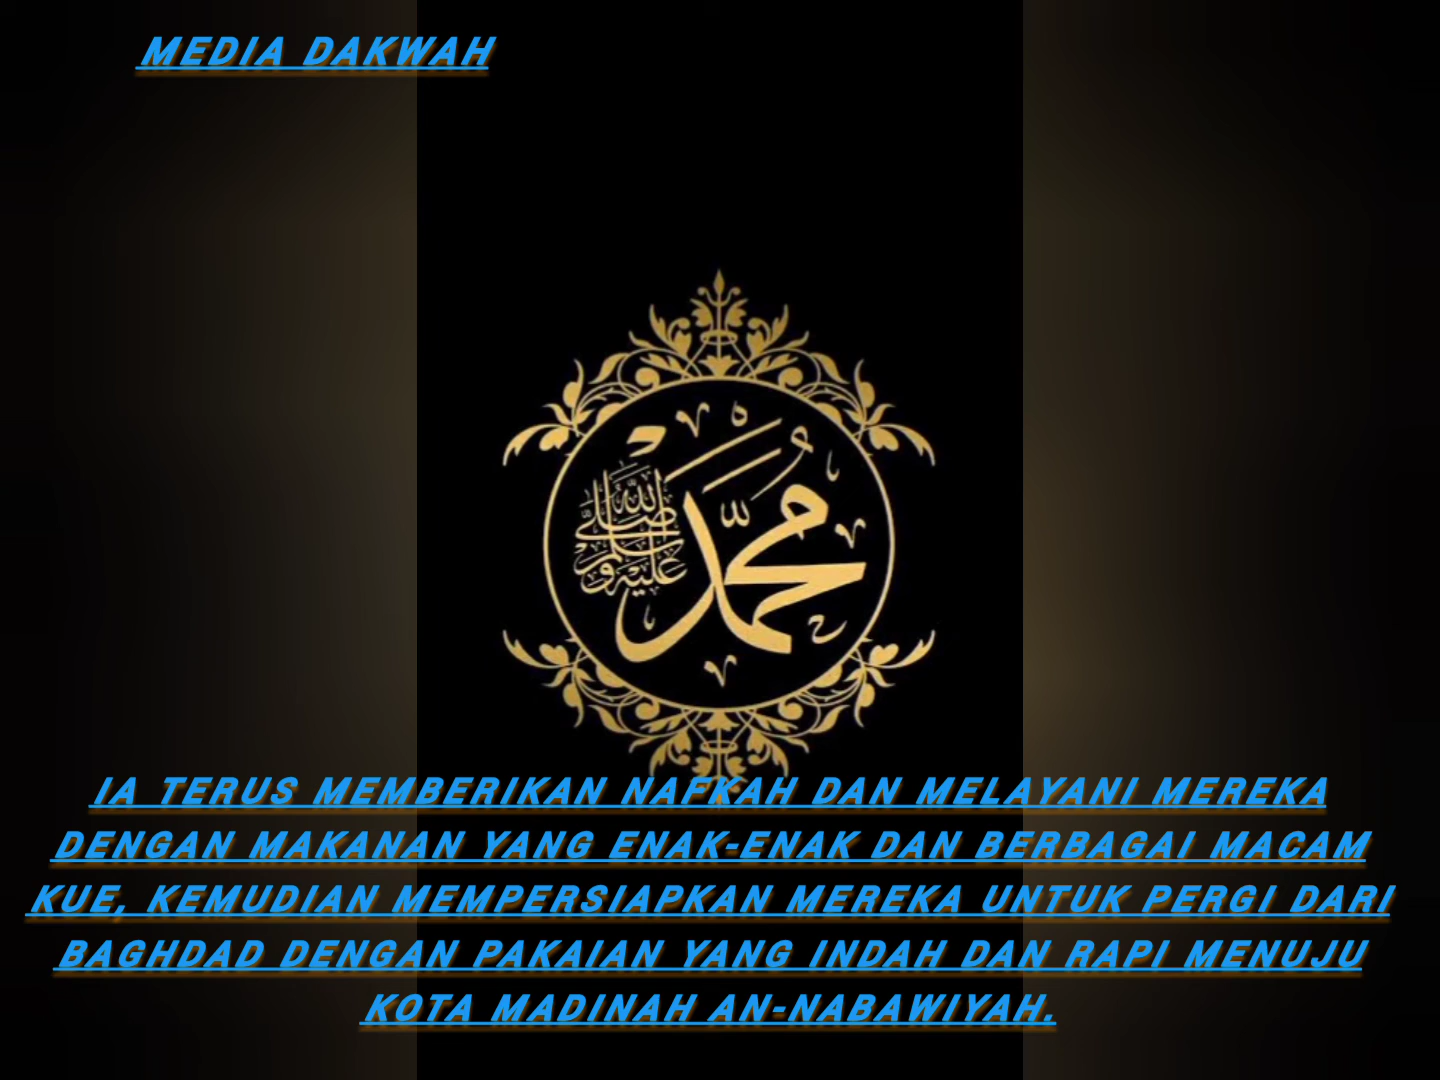 MEDIA DAKWAH
محمد
صلى الله عليه وسلم
IA TERUS MEMBERIKAN NAFKAH DAN MELAYANI MEREKA
DENGAN MAKANAN YANG ENAK-ENAK DAN BERBAGAI MACAM
KUE, KEMUDIAN MEMPERSIAPKAN MEREKA UNTUK PERGI DARI
BAGHDAD DENGAN PAKAIAN YANG INDAH DAN RAPI MENUJU
KOTA MADINAH AN-NABAWIYAH.